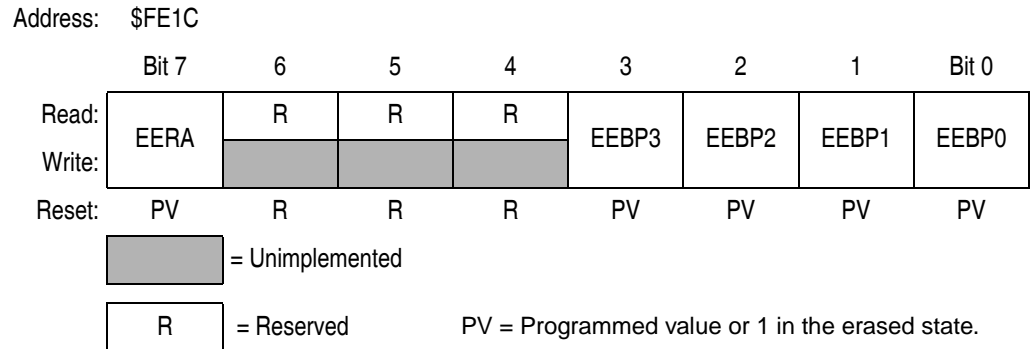 Address: $FE1C
Bit 7 6 5 4 3 2 1 Bit 0
Read: EERA R R R EEBP3 EEBP2 EEBP1 EEBP0
Write:
Reset: PV R R R PV PV PV PV
= Unimplemented
R = Reserved PV = Programmed value or 1 in the erased state.